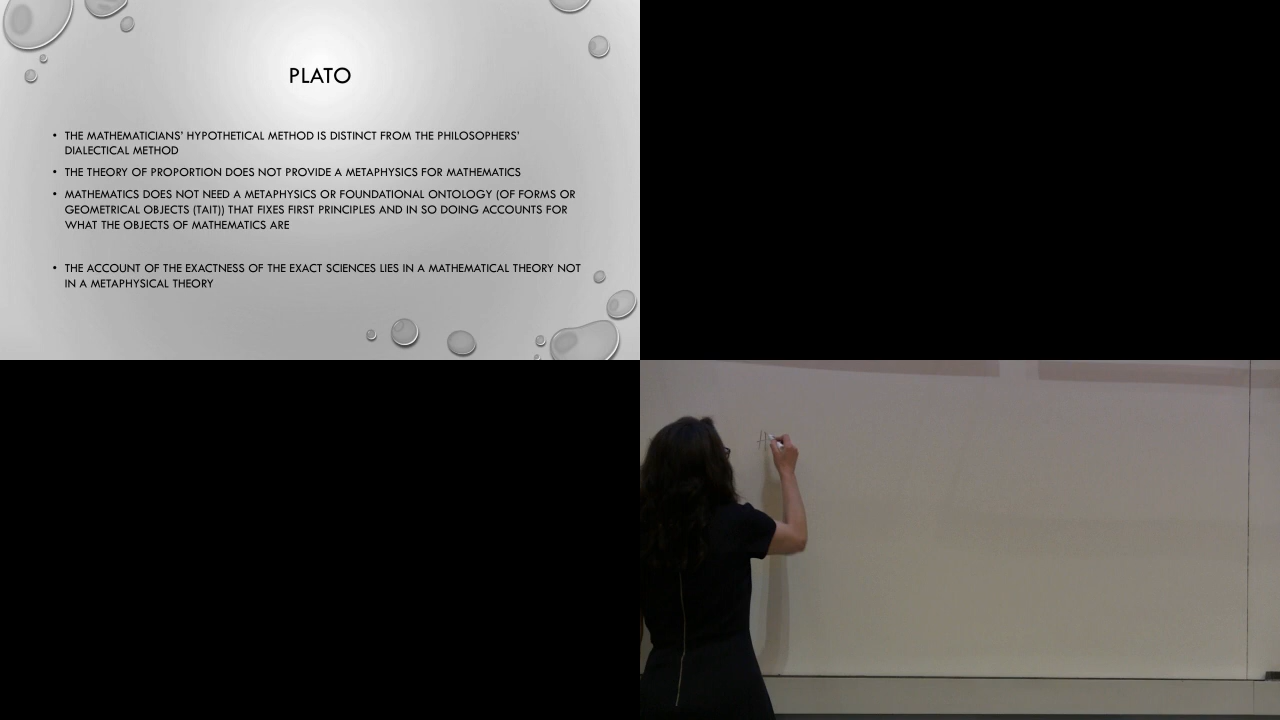 PLATO
• THE MATHEMATICIANS' HYPOTHETICAL METHOD IS DISTINCT FROM THE PHILOSOPHERS'
DIALECTICAL METHOD
• THE THEORY OF PROPORTION DOES NOT PROVIDE A METAPHYSICS FOR MATHEMATICS
• MATHEMATICS DOES NOT NEED A METAPHYSICS OR FOUNDATIONAL ONTOLOGY (OF FORMS OR
GEOMETRICAL OBJECTS (TAIT)) THAT FIXES FIRST PRINCIPLES AND IN SO DOING ACCOUNTS FOR
WHAT THE OBJECTS OF MATHEMATICS ARE
• THE ACCOUNT OF THE EXACTNESS OF THE EXACT SCIENCES LIES IN A MATHEMATICAL THEORY NOT
IN A METAPHYSICAL THEORY